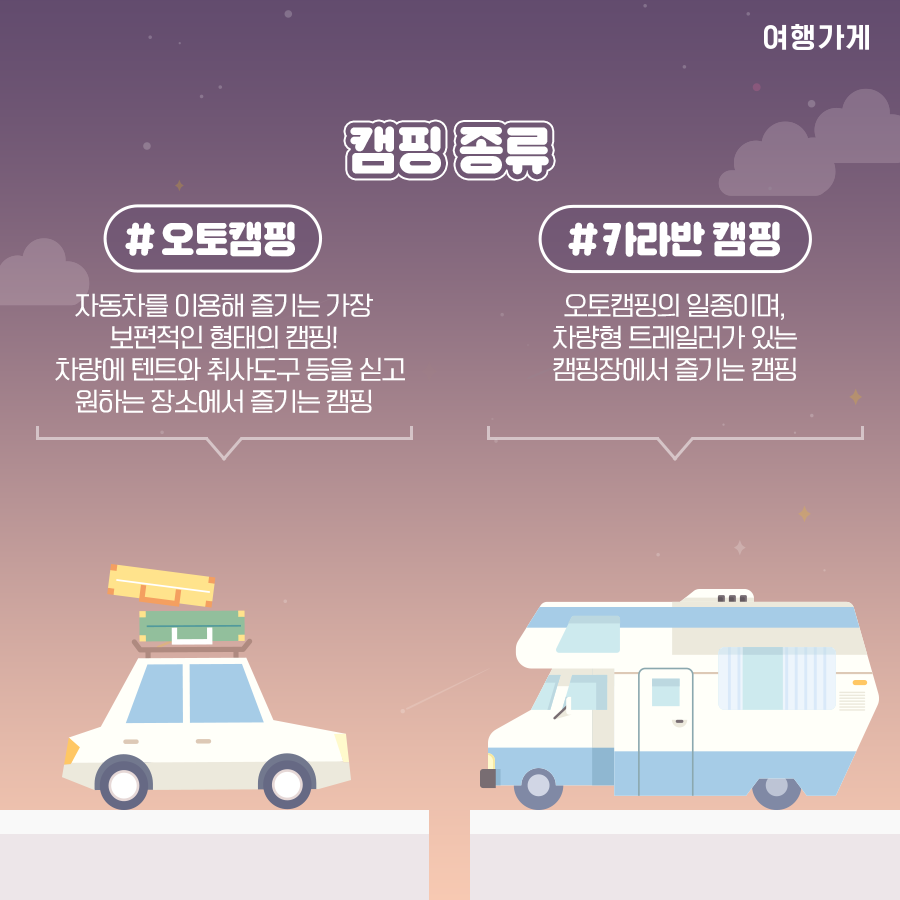 여행가게
캠핑 종류
# 오토캠핑
자동차를 이용해 즐기는 가장
보편적인 형태의 캠핑!
차량에 텐트와 취사도구 등을 싣고
원하는 장소에서 즐기는 캠핑
# 카라반 캠핑
오토캠핑의 일종이며,
차량형 트레일러가 있는
캠핑장에서 즐기는 캠핑